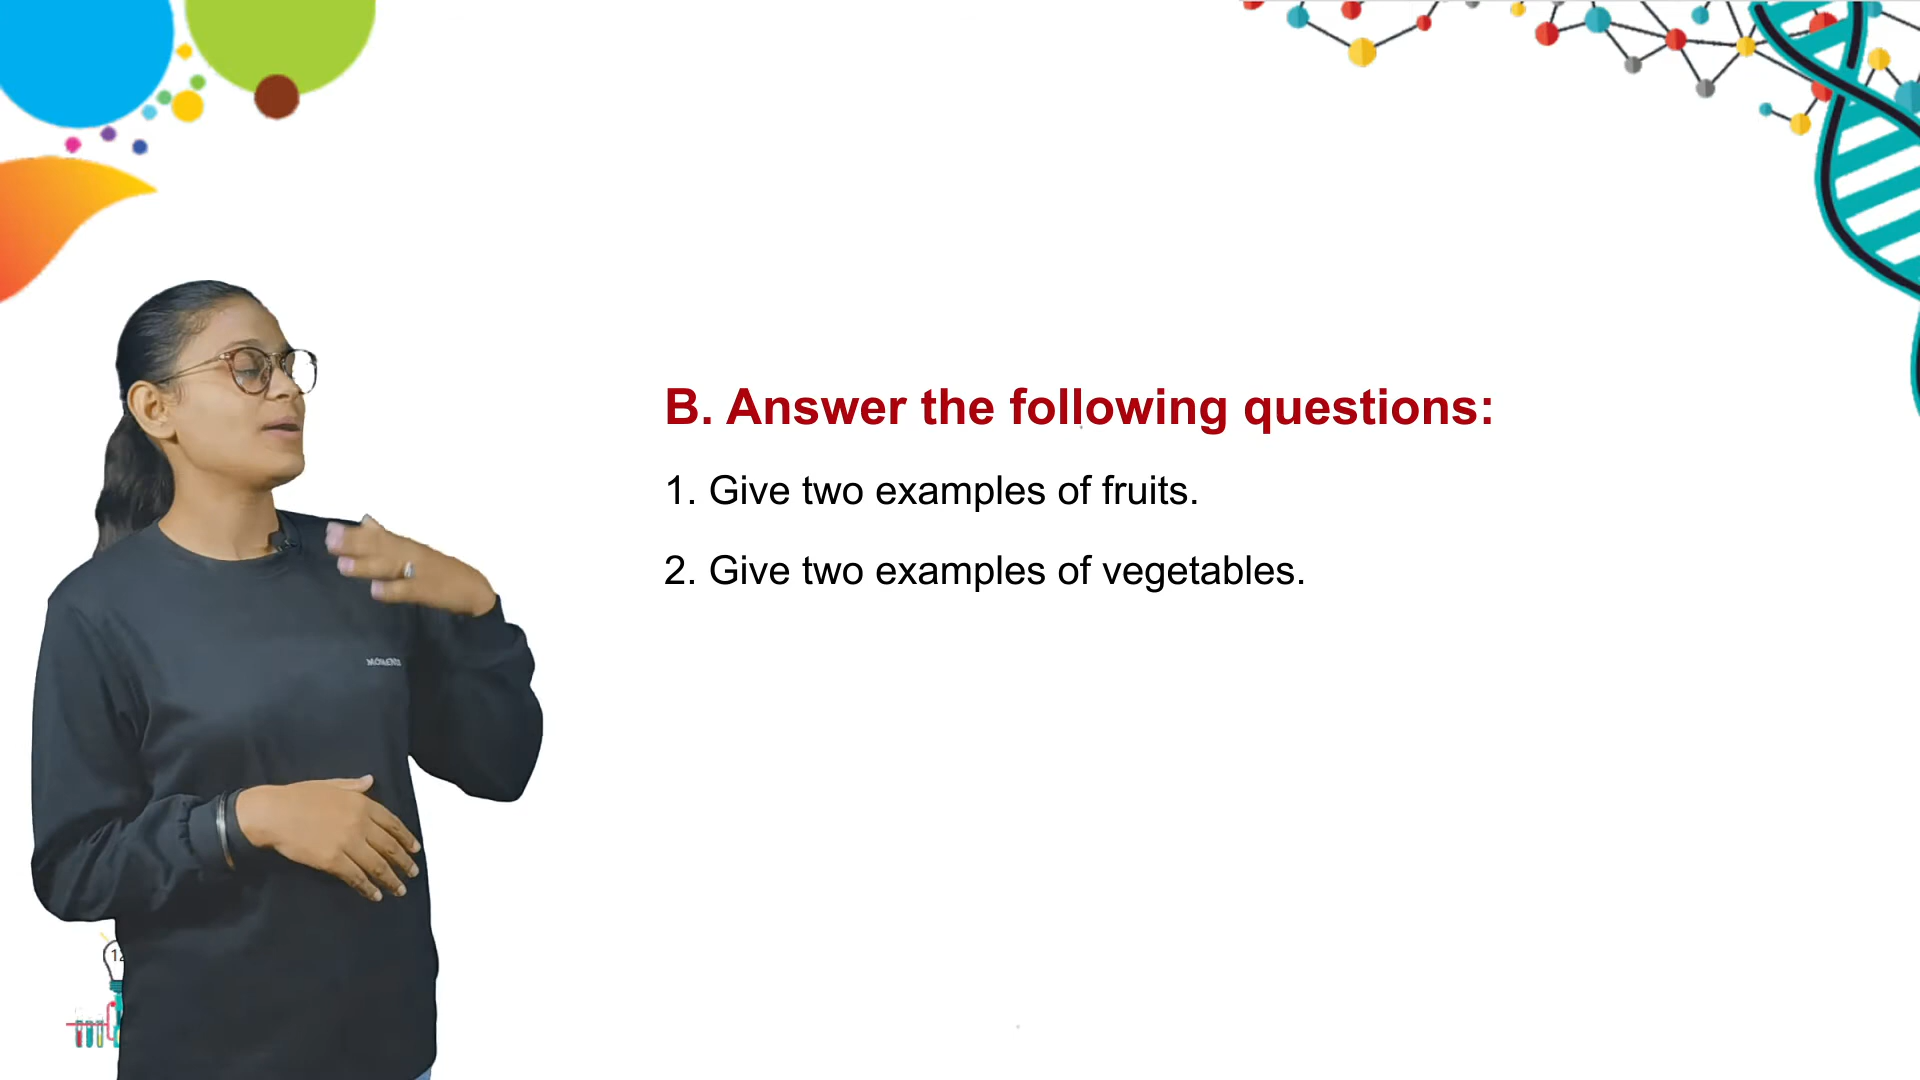 B. Answer the following questions:
1. Give two examples of fruits.
2. Give two examples of vegetables.